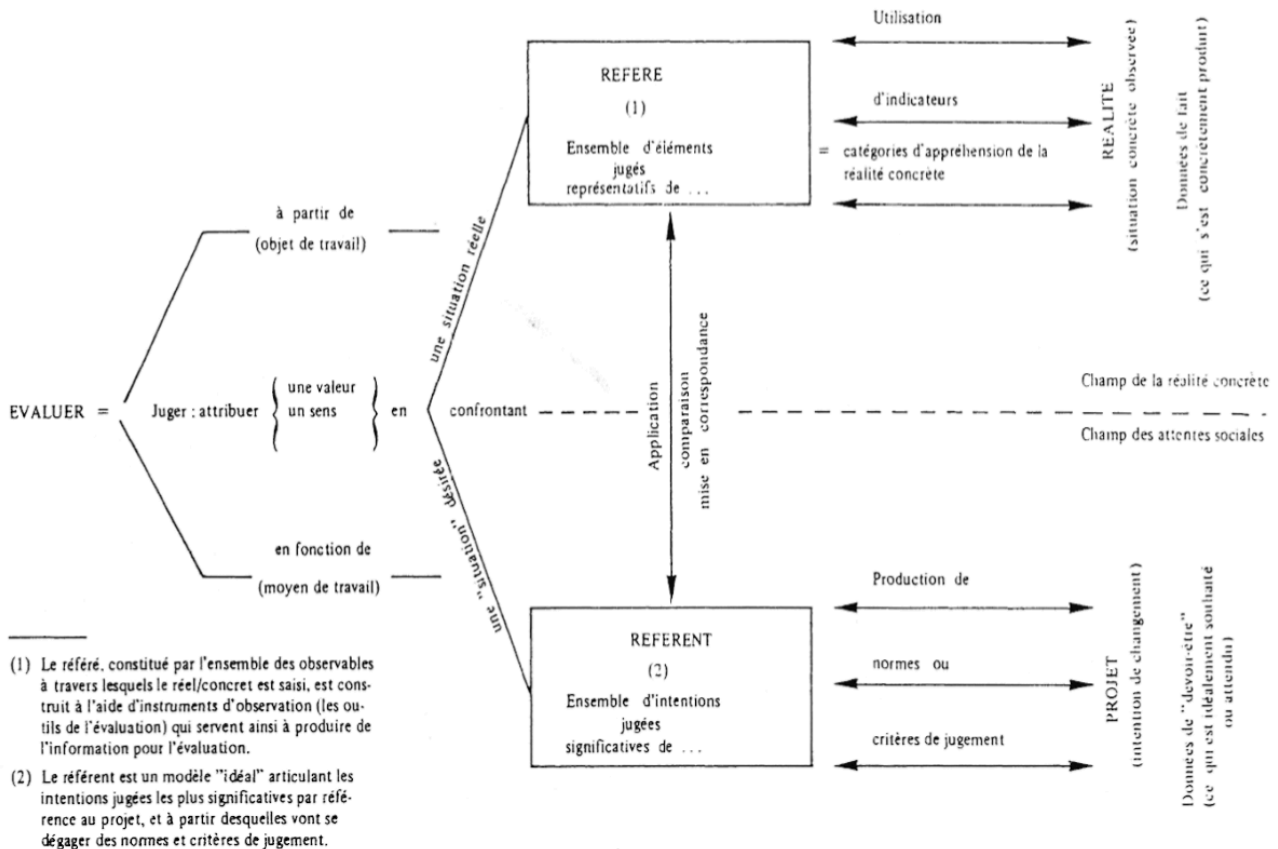 Utilisation
REFERE
(1)
Ensemble d'éléments
jugés
représentatifs de ...
d'indicateurs
= catégories d'appréhension de la
réalité concrète
REALITE
(situation concrète observée)
Données de fait
(ce qui s'est concrètement produit)
à partir de
(objet de travail)
une situation réelle
EVALUER =
Juger : attribuer
une valeur
un sens
en
confrontant
Application
comparaison
mise en correspondance
Champ de la réalité concrète
Champ des attentes sociales
en fonction de
(moyen de travail)
une "situation" désirée
REFERENT
(2)
Ensemble d'intentions
jugées
significatives de ...
Production de
normes ou
critères de jugement
PROJET
(intention de changement)
Données de "devoir-être"
(ce qui est idéalement souhaité
ou attendu)
(1) Le référé, constitué par l'ensemble des observables
à travers lesquels le réel/concret est saisi, est cons-
truit à l'aide d'instruments d'observation (les ou-
tils de l'évaluation) qui servent ainsi à produire de
l'information pour l'évaluation.
(2) Le référent est un modèle "idéal" articulant les
intentions jugées les plus significatives par réfé-
rence au projet, et à partir desquelles vont se
dégager des normes et critères de jugement.